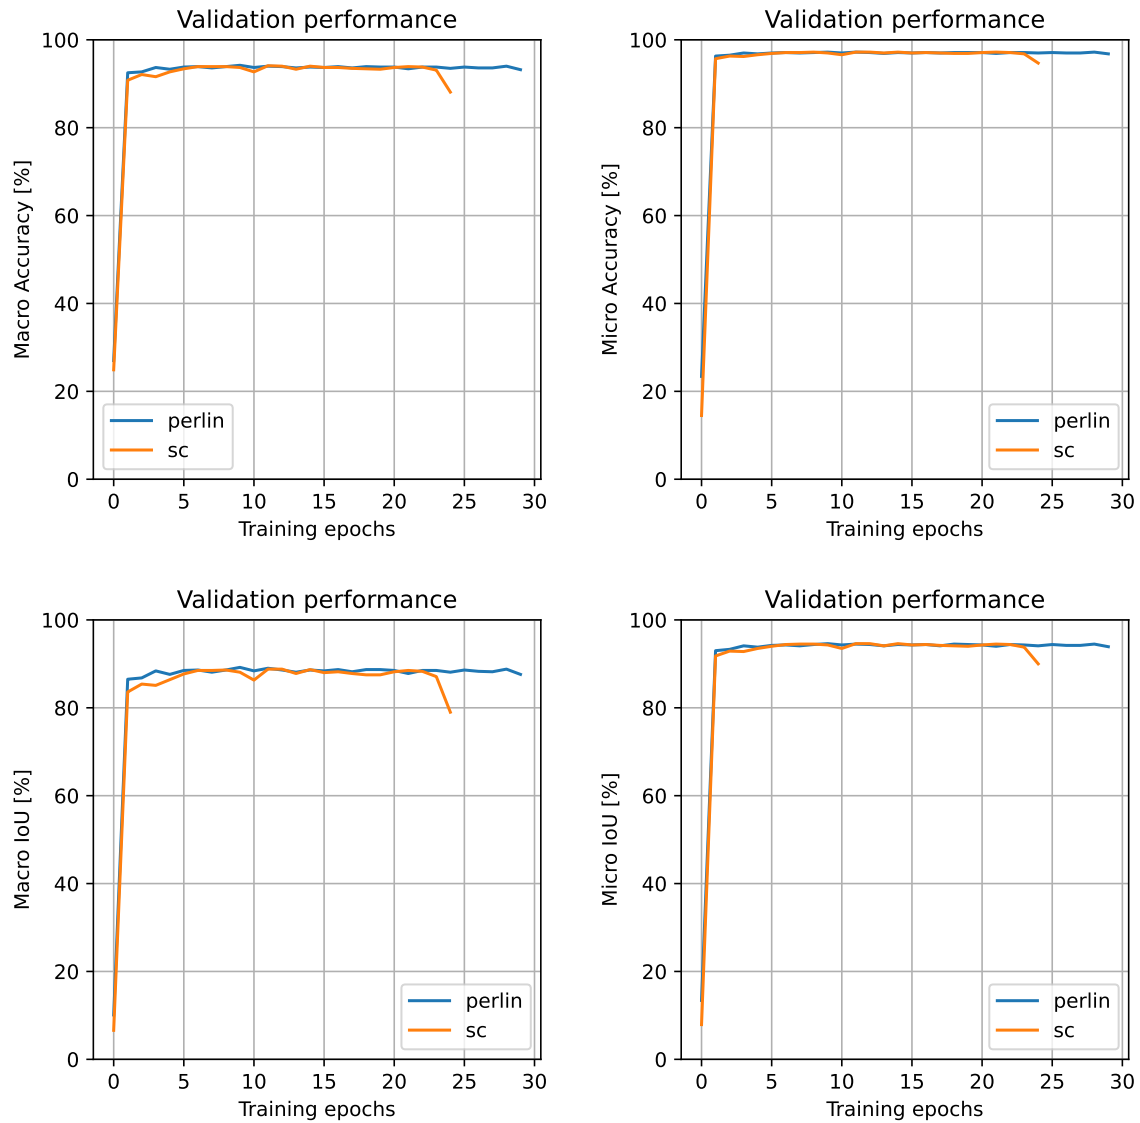 Validation performance
Macro Accuracy [%]
100
80
60
40
20
0
perlin
sc
0 5 10 15 20 25 30
Training epochs
Validation performance
Micro Accuracy [%]
100
80
60
40
20
0
perlin
sc
0 5 10 15 20 25 30
Training epochs
Validation performance
Macro IoU [%]
100
80
60
40
20
0
perlin
sc
0 5 10 15 20 25 30
Training epochs
Validation performance
Micro IoU [%]
100
80
60
40
20
0
perlin
sc
0 5 10 15 20 25 30
Training epochs